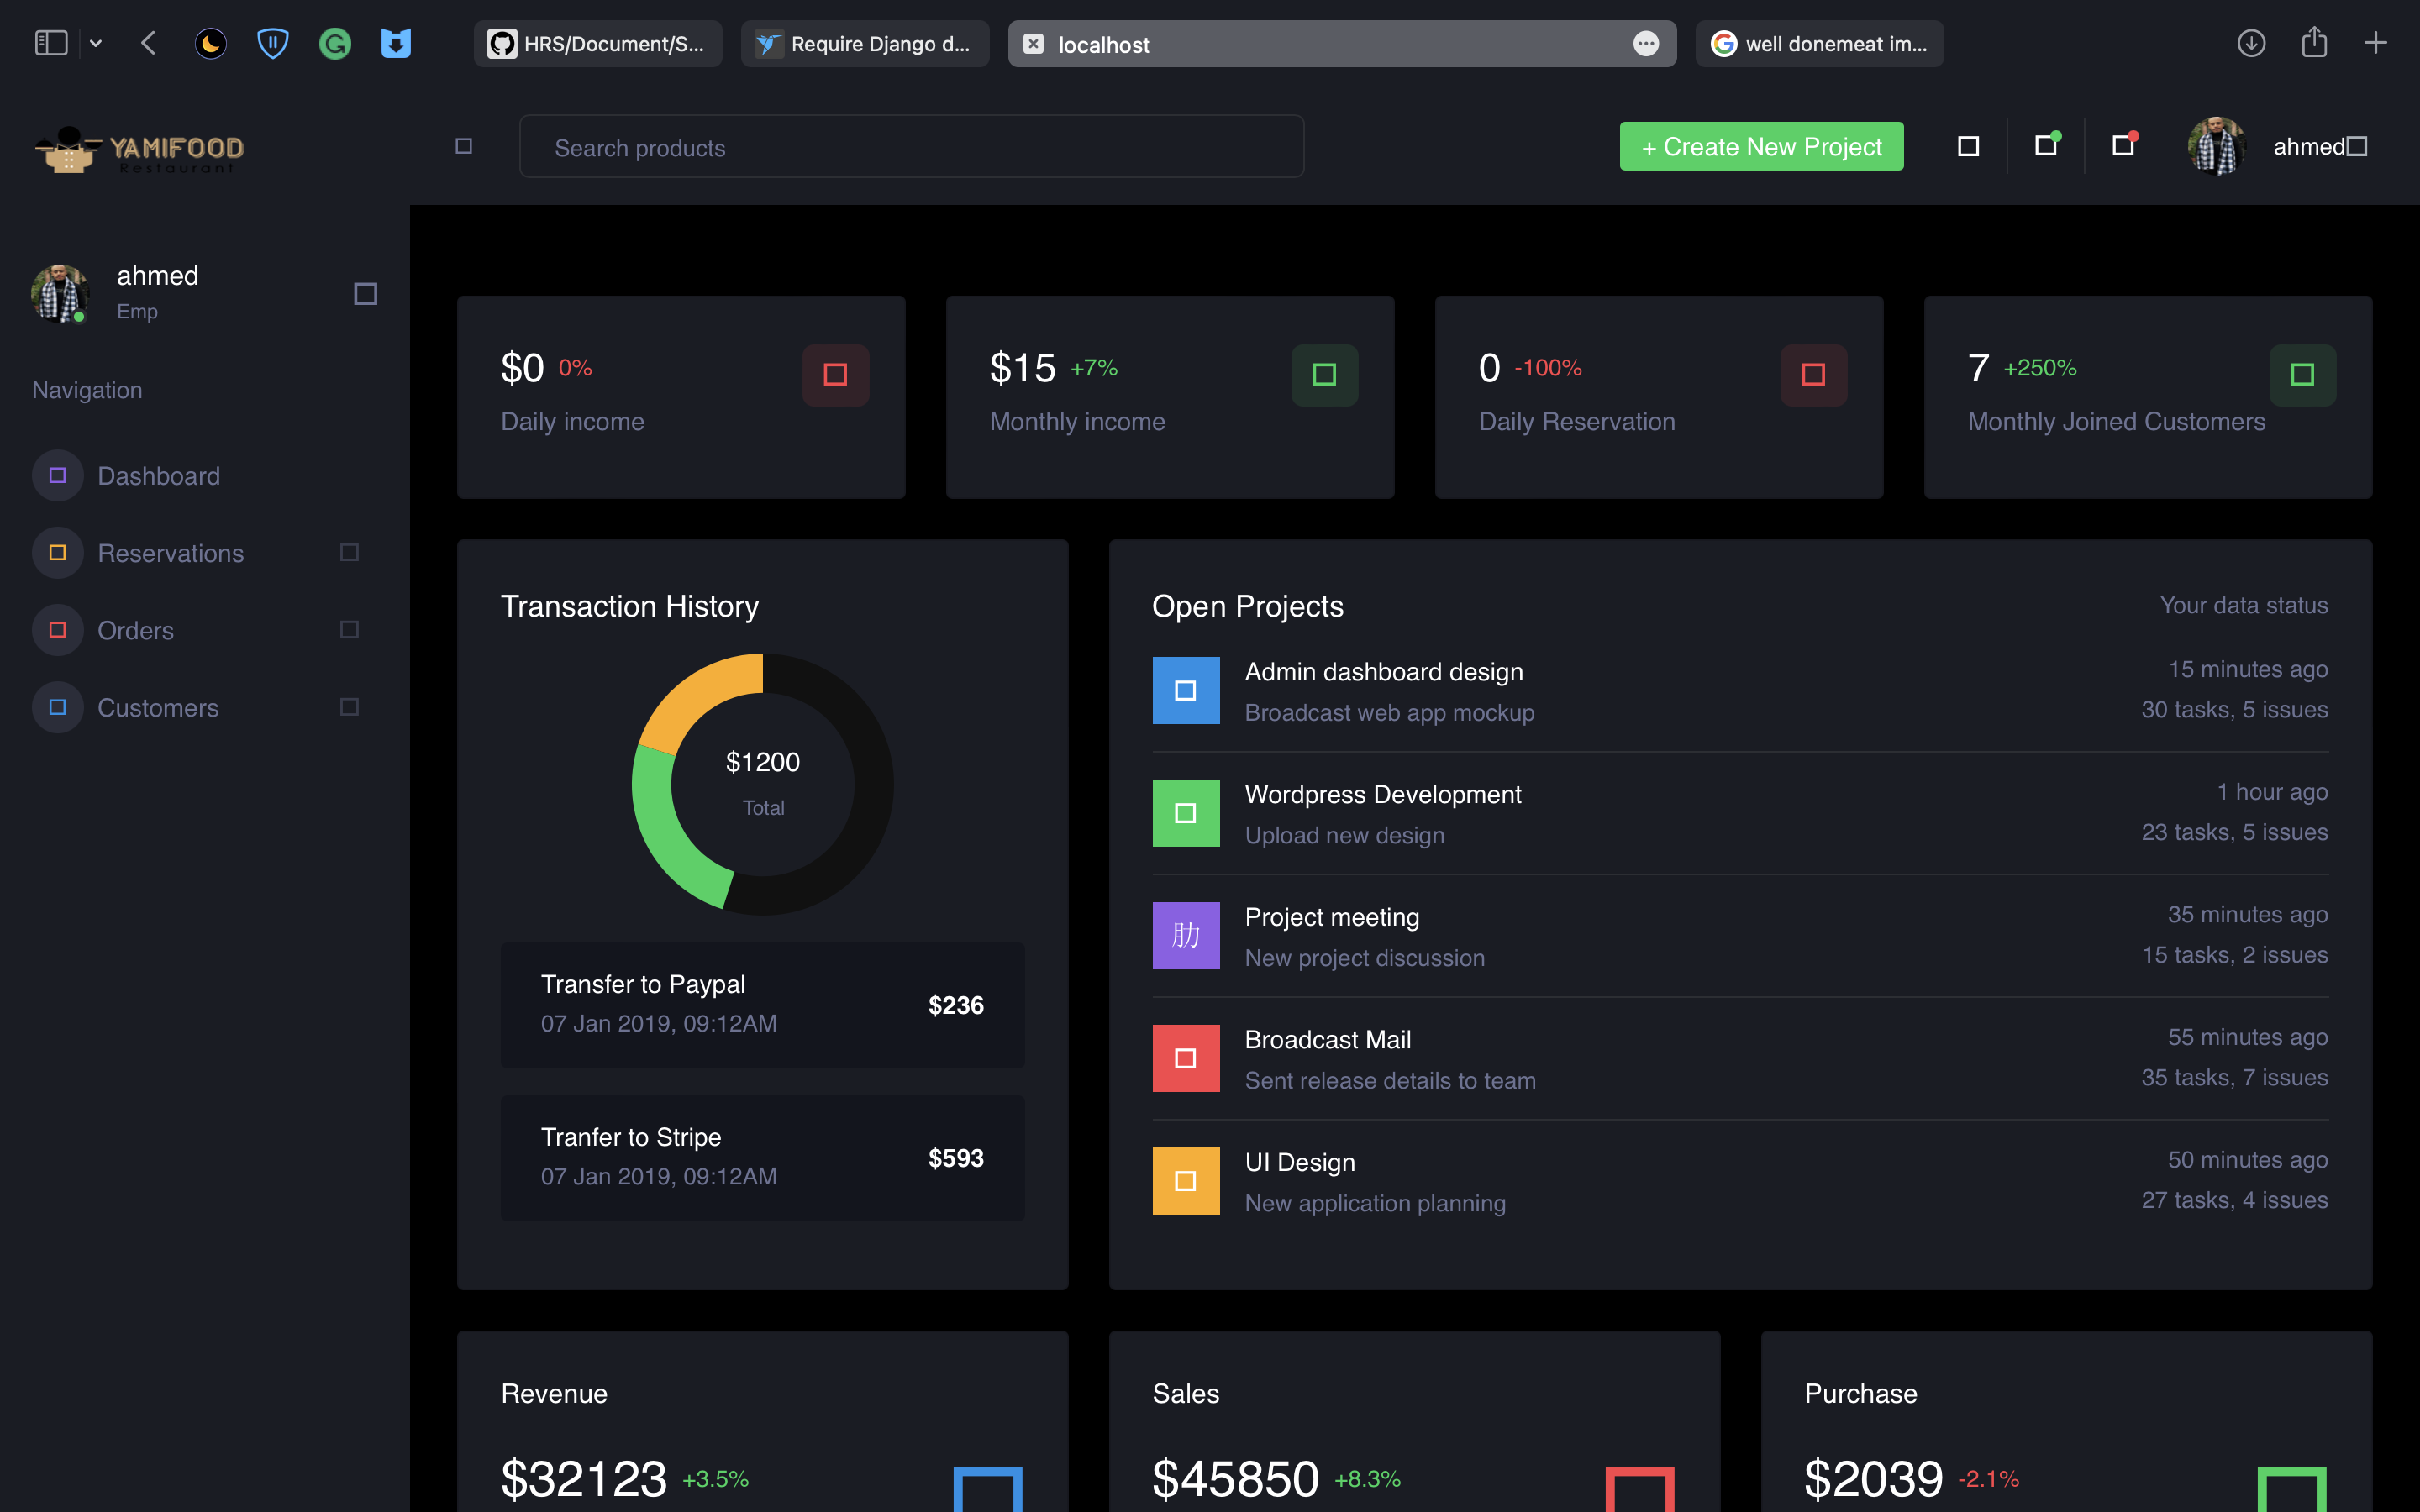 HRS/Document/S...
Require Django d...
localhost
well donemeat im...
YAMIFOOD
Restaurant
Search products
+ Create New Project
ahmed
ahmed
Emp
Navigation
Dashboard
Reservations
Orders
Customers
$0 0%
Daily income
$15 +7%
Monthly income
0 -100%
Daily Reservation
7 +250%
Monthly Joined Customers
Transaction History
$1200
Total
Transfer to Paypal
07 Jan 2019, 09:12AM
$236
Tranfer to Stripe
07 Jan 2019, 09:12AM
$593
Open Projects
Your data status
Admin dashboard design
Broadcast web app mockup
15 minutes ago
30 tasks, 5 issues
Wordpress Development
Upload new design
1 hour ago
23 tasks, 5 issues
肋
Project meeting
New project discussion
35 minutes ago
15 tasks, 2 issues
Broadcast Mail
Sent release details to team
55 minutes ago
35 tasks, 7 issues
UI Design
New application planning
50 minutes ago
27 tasks, 4 issues
Revenue
$32123 +3.5%
Sales
$45850 +8.3%
Purchase
$2039 -2.1%